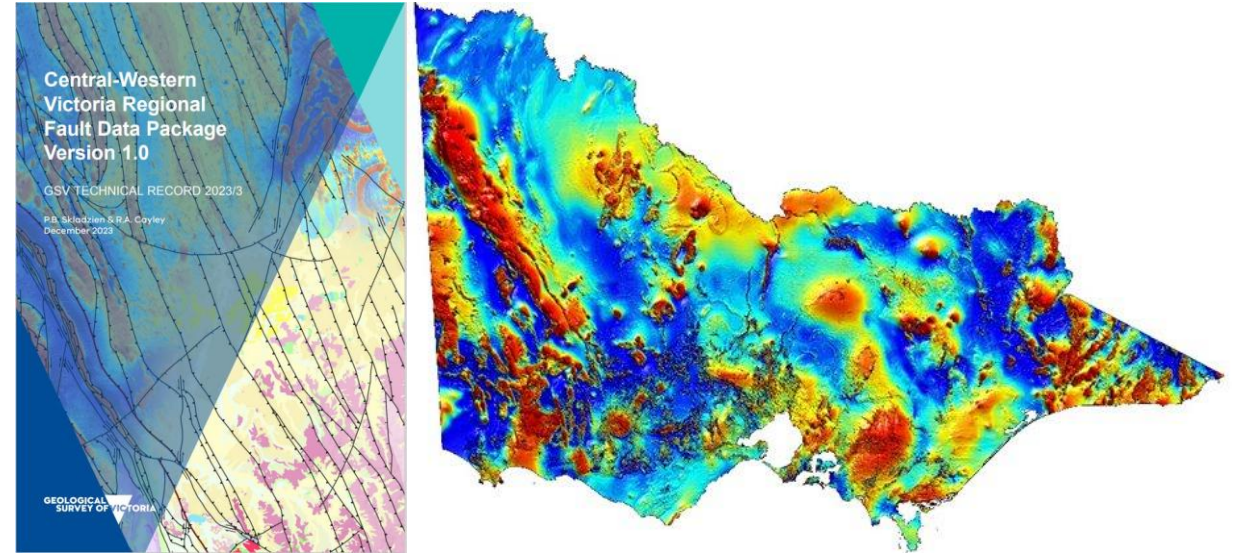 Central-Western
Victoria Regional
Fault Data Package
Version 1.0
GSV TECHNICAL RECORD 2023/3
P.B. Skladzien & R.A. Cayley
December 2023
GEOLOGICAL
SURVEY OF VICTORIA